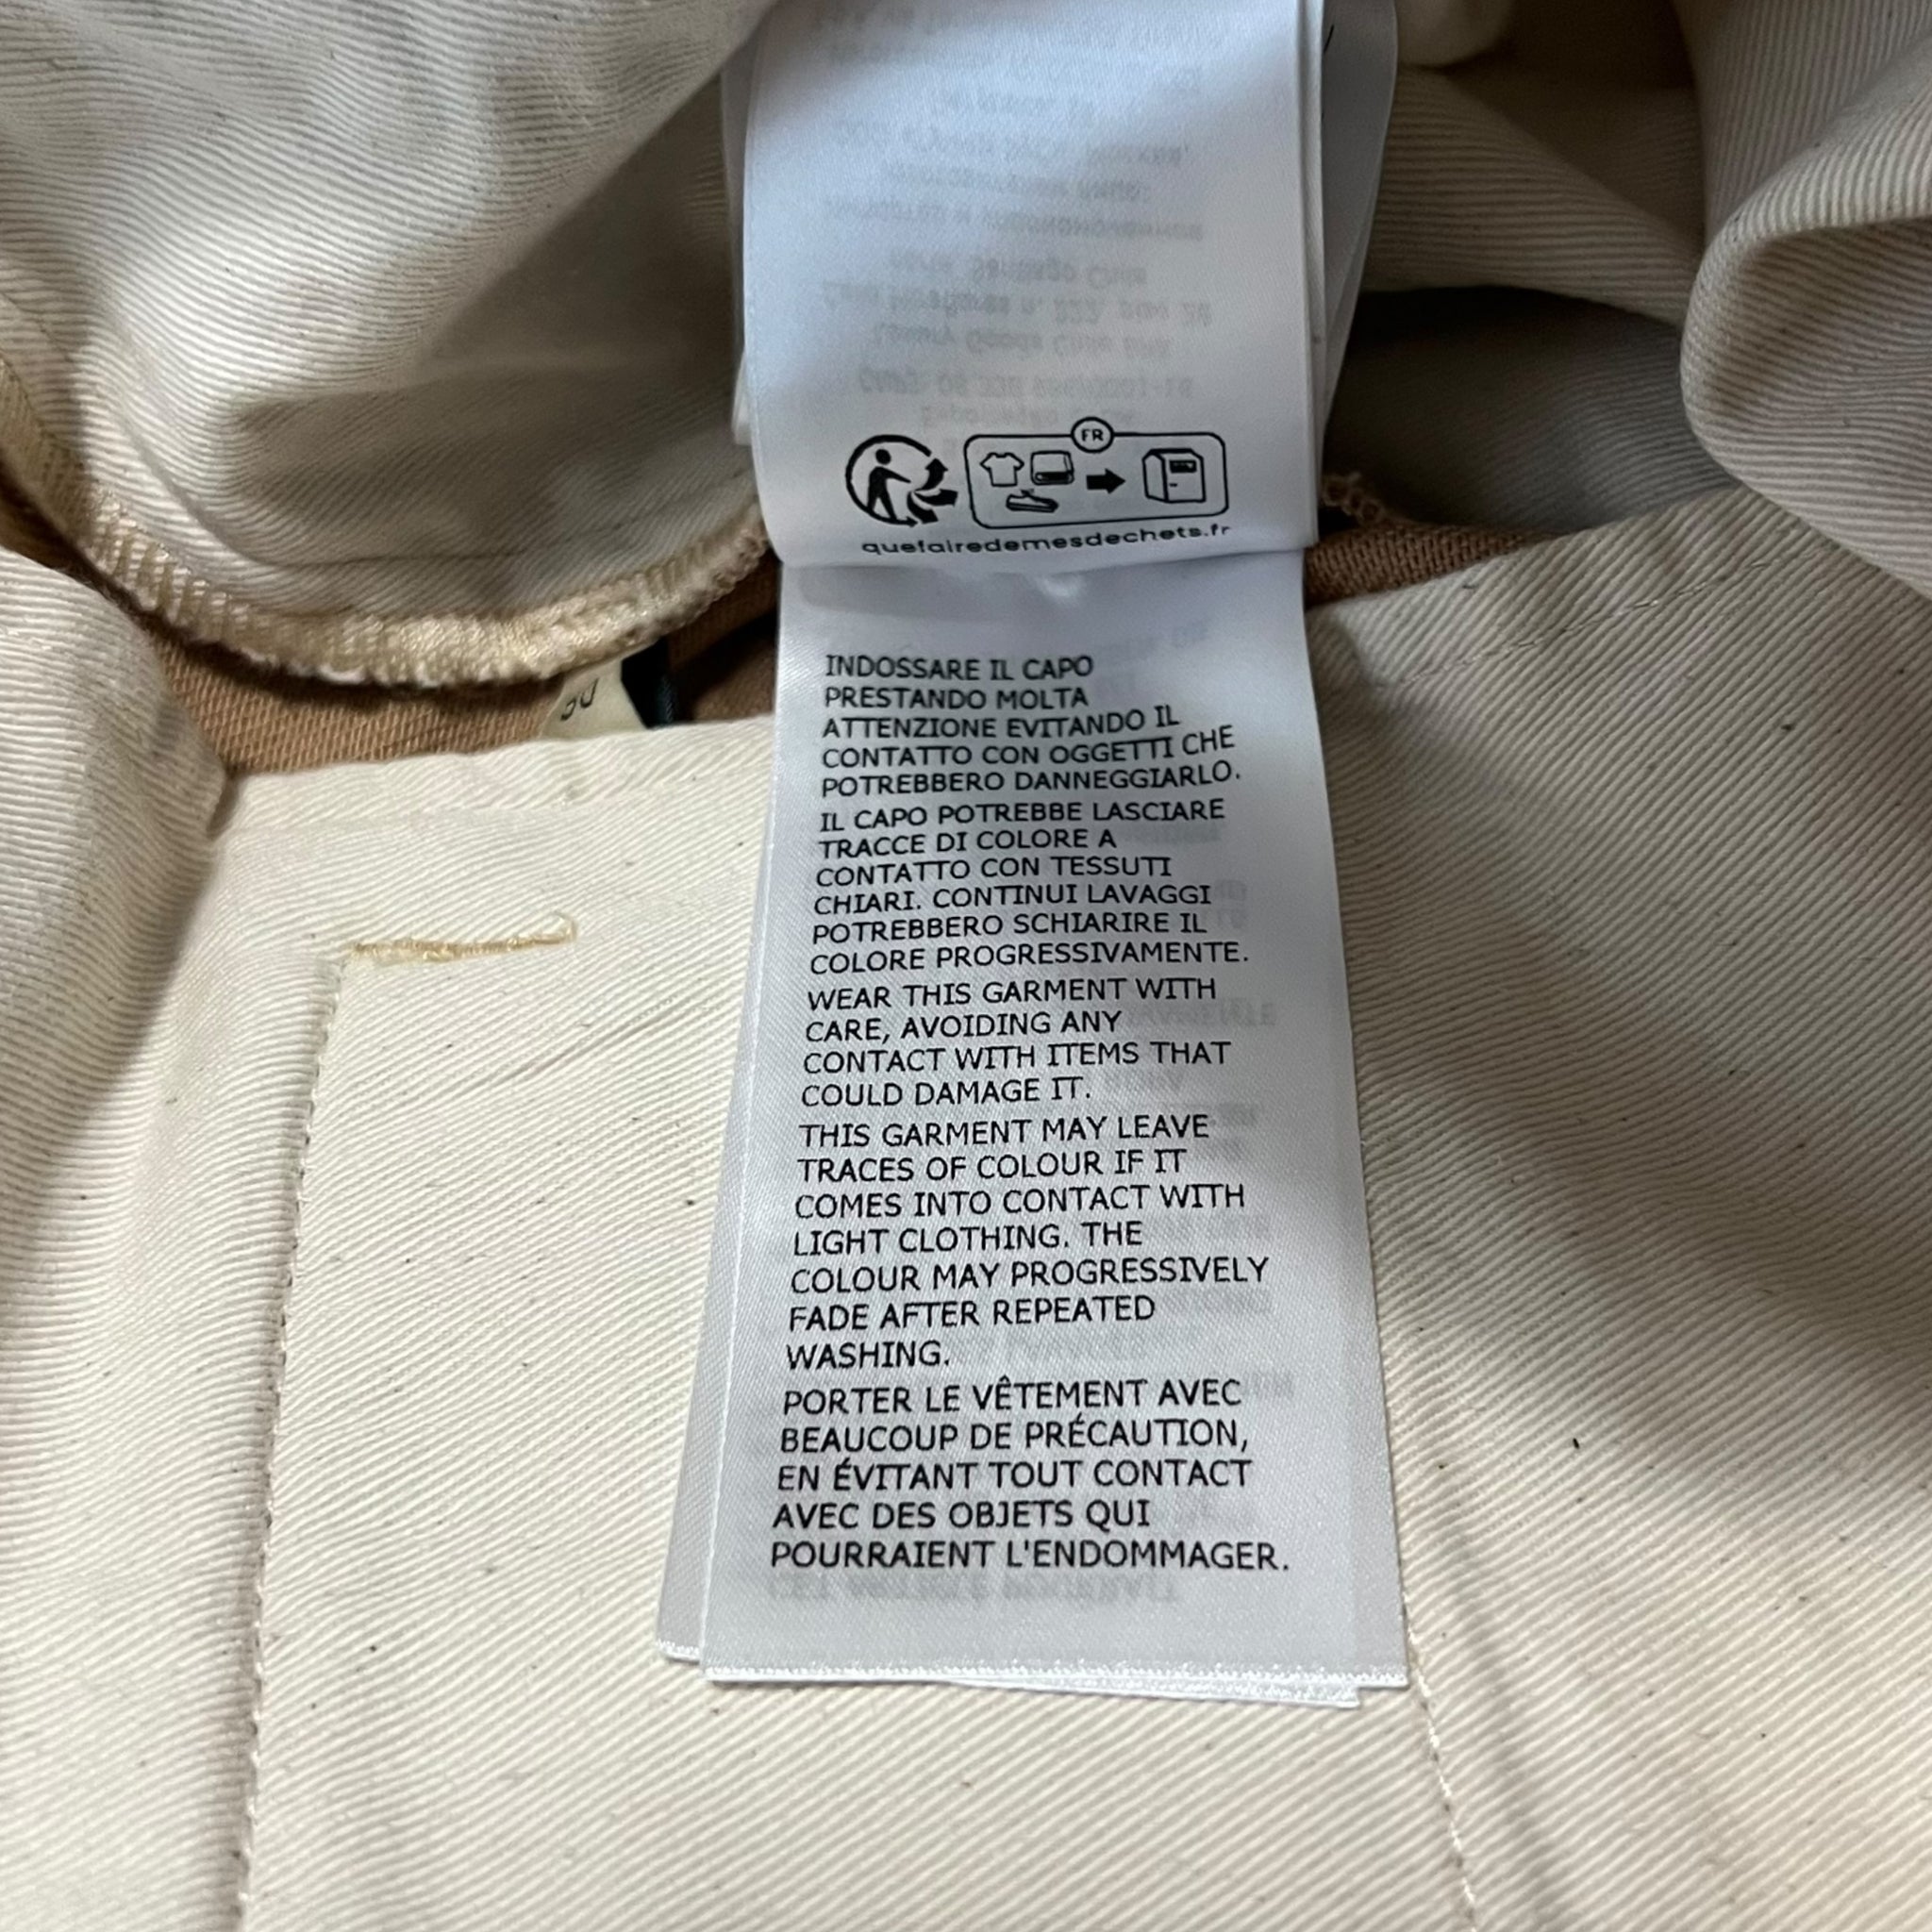 FR
quefairedemesdechets.fr
INDOSSARE IL CAPO
PRESTANDO MOLTA
ATTENZIONE EVITANDO IL
CONTATTO CON OGGETTI CHE
POTREBBERO DANNEGGIARLO.
IL CAPO POTREBBE LASCIARE
TRACCE DI COLORE A
CONTATTO CON TESSUTI
CHIARI. CONTINUI LAVAGGI
POTREBBERO SCHIARIRE IL
COLORE PROGRESSIVAMENTE.
WEAR THIS GARMENT WITH
CARE, AVOIDING ANY
CONTACT WITH ITEMS THAT
COULD DAMAGE IT.
THIS GARMENT MAY LEAVE
TRACES OF COLOUR IF IT
COMES INTO CONTACT WITH
LIGHT CLOTHING. THE
COLOUR MAY PROGRESSIVELY
FADE AFTER REPEATED
WASHING.
PORTER LE VÊTEMENT AVEC
BEAUCOUP DE PRÉCAUTION,
EN ÉVITANT TOUT CONTACT
AVEC DES OBJETS QUI
POURRAIENT L'ENDOMMAGER.